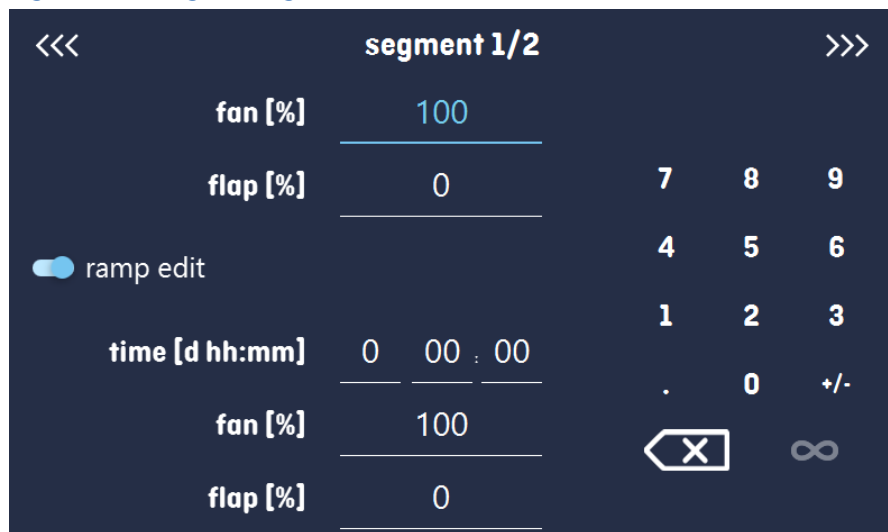 <<< segment 1/2 >>>
fan [%] 100
flap [%] 0
7 8 9
ramp edit
4 5 6
1 2 3
time [d hh:mm] 0 00 : 00
. 0 +/-
fan [%] 100
∞
flap [%] 0